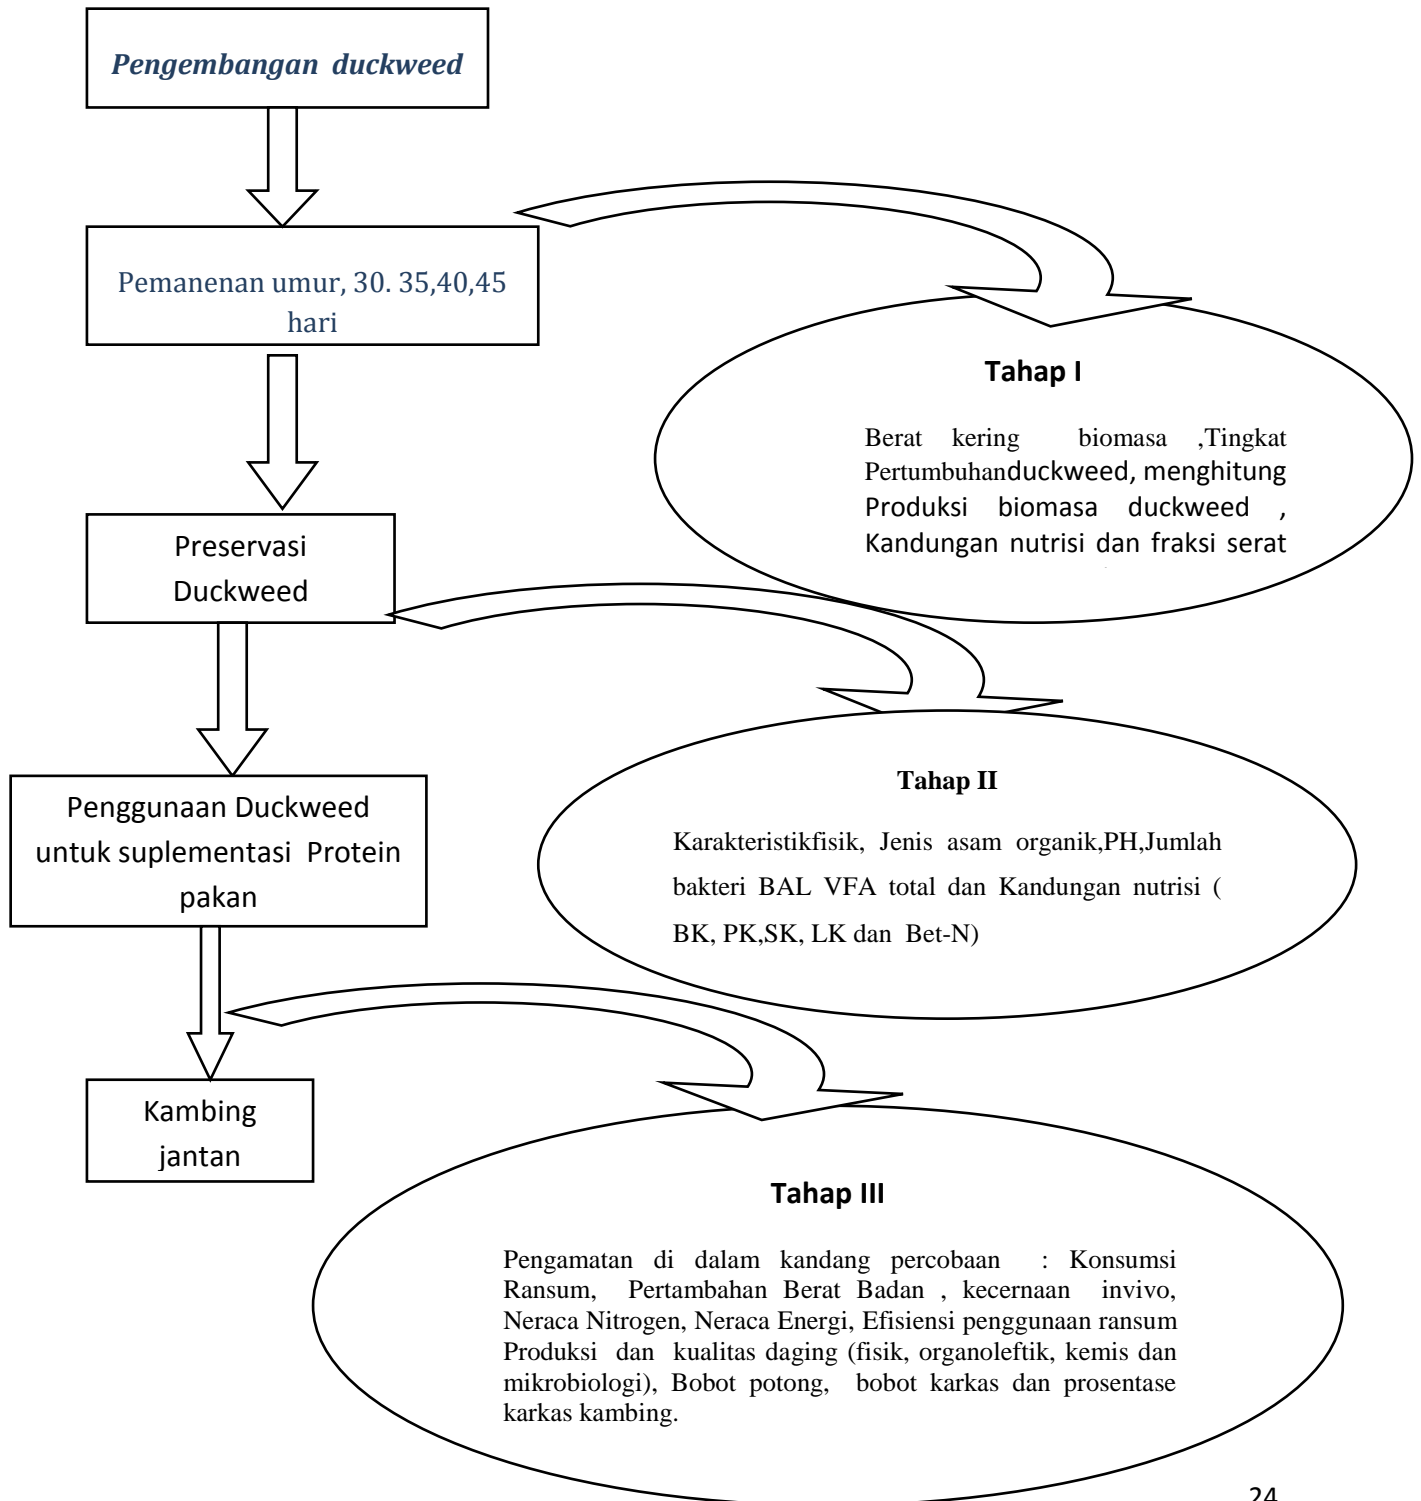 Pengembangan duckweed
Pemanenan umur, 30. 35,40,45
hari
Tahap I
Berat kering biomasa ,Tingkat
Pertumbuhanduckweed, menghitung
Produksi biomasa duckweed ,
Kandungan nutrisi dan fraksi serat
Preservasi
Duckweed
Tahap II
Karakteristikfisik, Jenis asam organik,PH,Jumlah
bakteri BAL VFA total dan Kandungan nutrisi (
BK, PK,SK, LK dan Bet-N)
Penggunaan Duckweed
untuk suplementasi Protein
pakan
Kambing
jantan
Tahap III
Pengamatan di dalam kandang percobaan : Konsumsi
Ransum, Pertambahan Berat Badan , kecernaan invivo,
Neraca Nitrogen, Neraca Energi, Efisiensi penggunaan ransum
Produksi dan kualitas daging (fisik, organoleftik, kemis dan
mikrobiologi), Bobot potong, bobot karkas dan prosentase
karkas kambing.
24